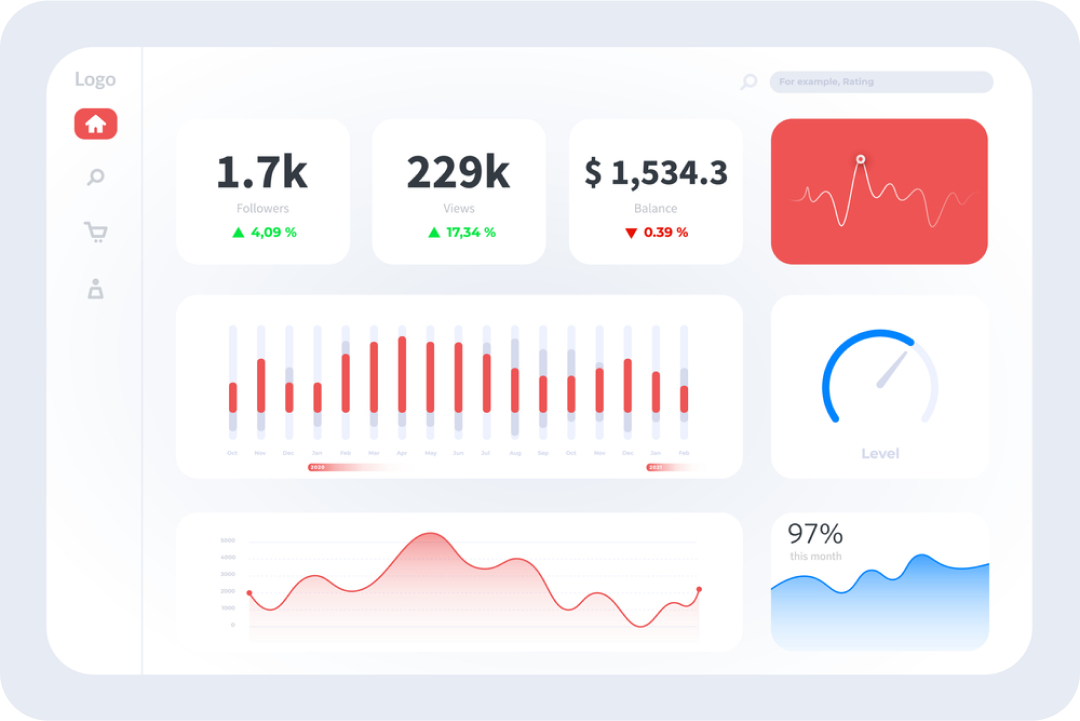 Logo
For example, Rating
1.7k
Followers
▲ 4,09 %
229k
Views
▲ 17,34 %
$ 1,534.3
Balance
▼ 0.39 %
Oct Nov Dec Jan Feb Mar Apr May Jun Jul Aug Sep Oct Nov Dec Jan Feb
2020 2021
Level
5000
4000
3000
2000
1000
0
97%
this month